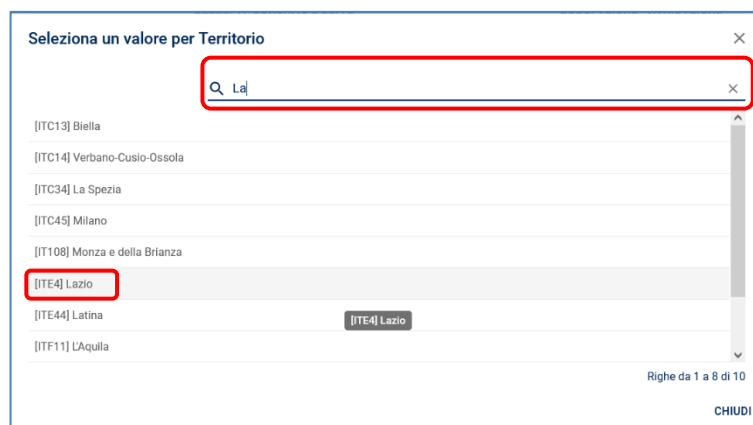 Seleziona un valore per Territorio
La
[ITC13] Biella
[ITC14] Verbano-Cusio-Ossola
[ITC34] La Spezia
[ITC45] Milano
[IT108] Monza e della Brianza
[ITE4] Lazio
[ITE44] Latina
[ITE4] Lazio
[ITF11] L'Aquila
Righe da 1 a 8 di 10
CHIUDI